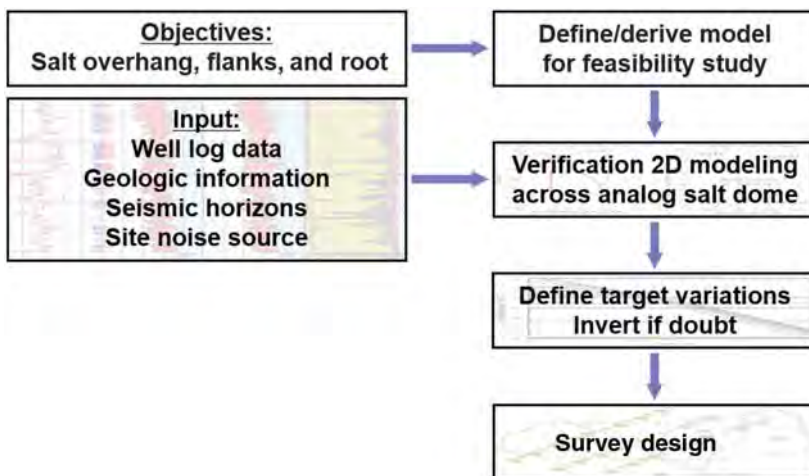 Objectives:
Salt overhang, flanks, and root
Define/derive model
for feasibility study
Input:
Well log data
Geologic information
Seismic horizons
Site noise source
Verification 2D modeling
across analog salt dome
Define target variations
Invert if doubt
Survey design